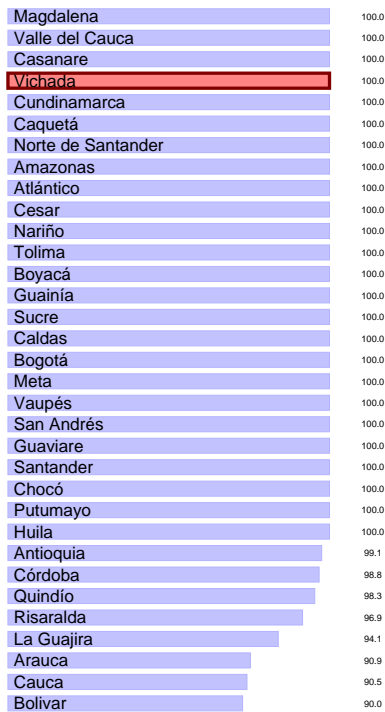 Magdalena 100.0
Valle del Cauca 100.0
Casanare 100.0
Vichada 100.0
Cundinamarca 100.0
Caquetá 100.0
Norte de Santander 100.0
Amazonas 100.0
Atlántico 100.0
Cesar 100.0
Nariño 100.0
Tolima 100.0
Boyacá 100.0
Guainía 100.0
Sucre 100.0
Caldas 100.0
Bogotá 100.0
Meta 100.0
Vaupés 100.0
San Andrés 100.0
Guaviare 100.0
Santander 100.0
Chocó 100.0
Putumayo 100.0
Huila 100.0
Antioquia 99.1
Córdoba 98.8
Quindío 98.3
Risaralda 96.9
La Guajira 94.1
Arauca 90.9
Cauca 90.5
Bolivar 90.0